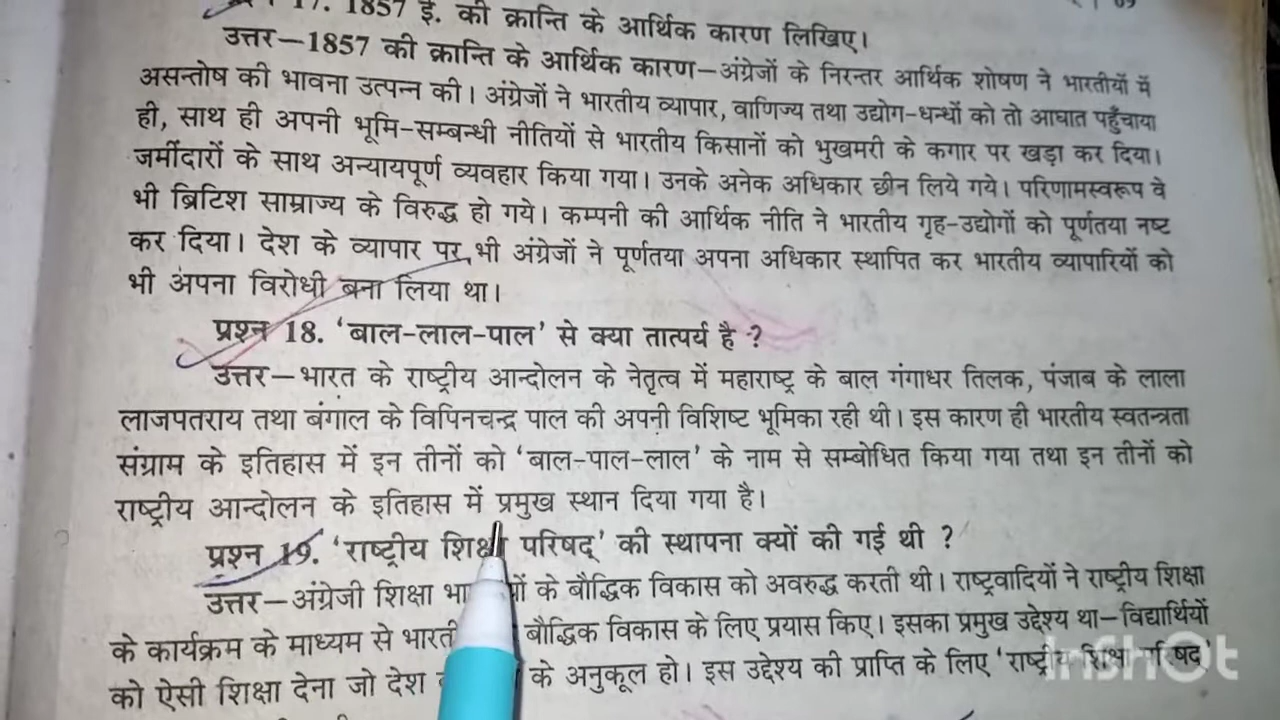 17. 1857 ई. की क्रान्ति के आर्थिक कारण लिखिए।
उत्तर–1857 की क्रान्ति के आर्थिक कारण–अंग्रेजों के निरन्तर आर्थिक शोषण ने भारतीयों में
असन्तोष की भावना उत्पन्न की। अंग्रेजों ने भारतीय व्यापार, वाणिज्य तथा उद्योग-धन्धों को तो आघात पहुँचाया
ही, साथ ही अपनी भूमि-सम्बन्धी नीतियों से भारतीय किसानों को भुखमरी के कगार पर खड़ा कर दिया।
जमींदारों के साथ अन्यायपूर्ण व्यवहार किया गया। उनके अनेक अधिकार छीन लिये गये। परिणामस्वरूप वे
भी ब्रिटिश साम्राज्य के विरुद्ध हो गये। कम्पनी की आर्थिक नीति ने भारतीय गृह-उद्योगों को पूर्णतया नष्ट
कर दिया। देश के व्यापार पर भी अंग्रेजों ने पूर्णतया अपना अधिकार स्थापित कर भारतीय व्यापारियों को
भी अपना विरोधी बना लिया था।
प्रश्न 18. ‘बाल-लाल-पाल’ से क्या तात्पर्य है ?
उत्तर–भारत के राष्ट्रीय आन्दोलन के नेतृत्व में महाराष्ट्र के बाल गंगाधर तिलक, पंजाब के लाला
लाजपतराय तथा बंगाल के विपिनचन्द्र पाल की अपनी विशिष्ट भूमिका रही थी। इस कारण ही भारतीय स्वतन्त्रता
संग्राम के इतिहास में इन तीनों को ‘बाल-पाल-लाल’ के नाम से सम्बोधित किया गया तथा इन तीनों को
राष्ट्रीय आन्दोलन के इतिहास में प्रमुख स्थान दिया गया है।
प्रश्न 19. ‘राष्ट्रीय शिक्षा परिषद्’ की स्थापना क्यों की गई थी ?
उत्तर–अंग्रेजी शिक्षा के बौद्धिक विकास को अवरुद्ध करती थी। राष्ट्रवादियों ने राष्ट्रीय शिक्षा
के कार्यक्रम के माध्यम से बौद्धिक विकास के लिए प्रयास किए। इसका प्रमुख उद्देश्य था–विद्यार्थियों
को ऐसी शिक्षा देना जो देश के अनुकूल हो। इस उद्देश्य की प्राप्ति के लिए ‘राष्ट्रीय शिक्षा परिषद्’
InShOt